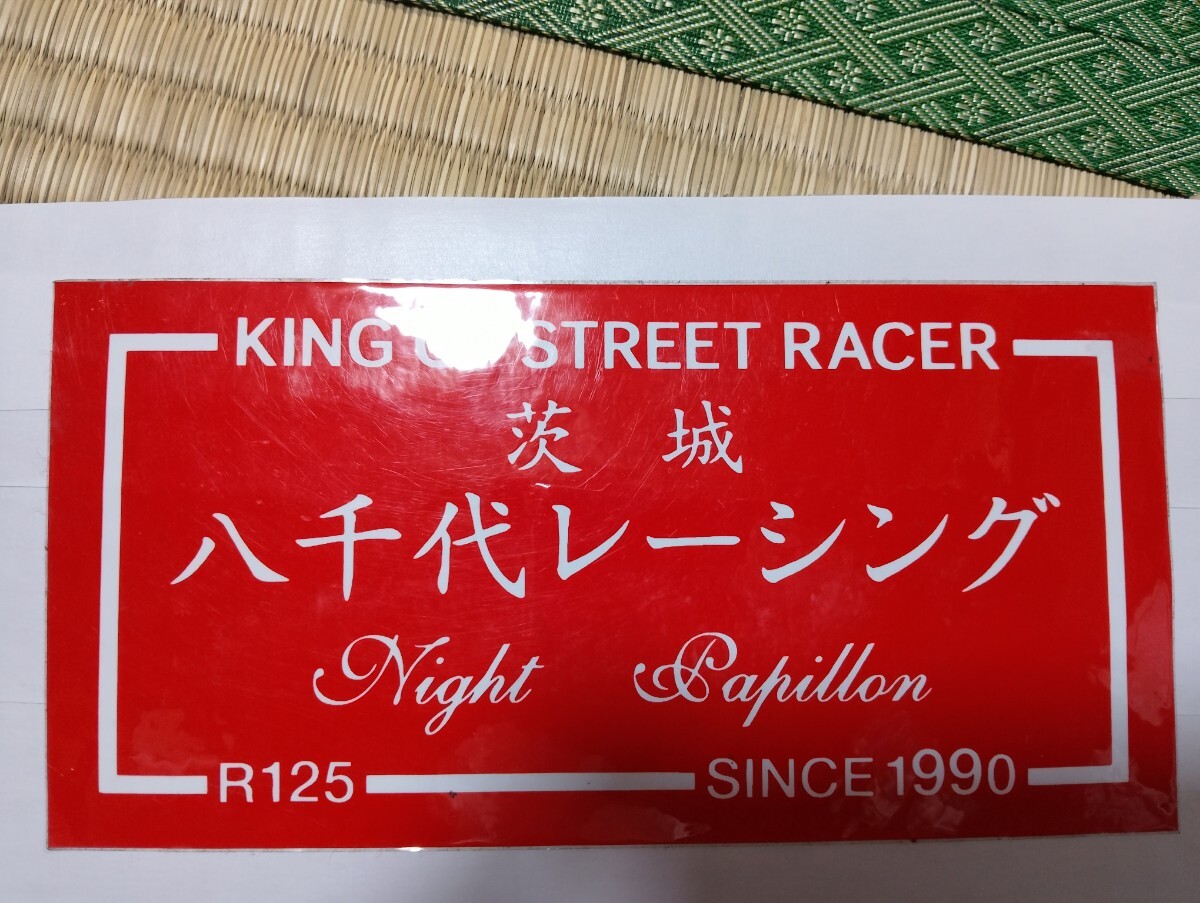 KING STREET RACER
茨 城
八千代レーシング
Night Papillon
R125 SINCE 1990